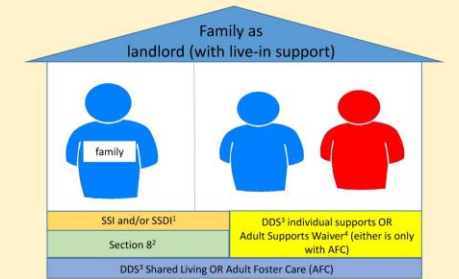 Family as
landlord (with live-in support)
family
SSI and/or SSDI¹
Section 8²
DDS³ individual supports OR
Adult Supports Waiver⁴ (either is only
with AFC)
DDS³ Shared Living OR Adult Foster Care (AFC)